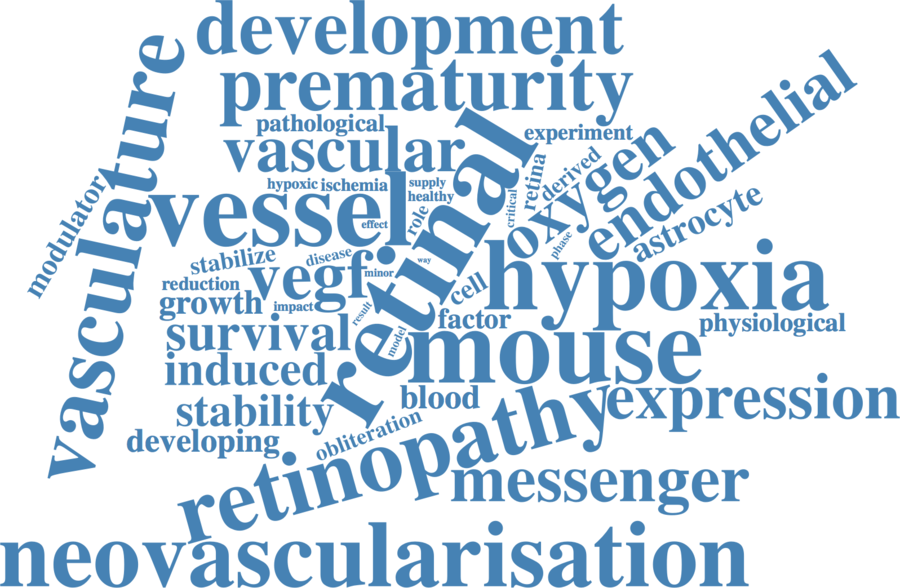 development
prematurity
pathological
experiment
vascular
endothelial
vasculature
retinal
oxygen
retina
derived
hypoxic
ischemia
supply
healthy
critical
modulator
vessel
effect
role
phase
astrocyte
stabilize
disease
way
reduction
vegf
minor
cell
hypoxia
growth
impact
result
factor
physiological
survival
model
mouse
induced
blood
expression
stability
developing
obliteration
retinopathy
messenger
neovascularisation